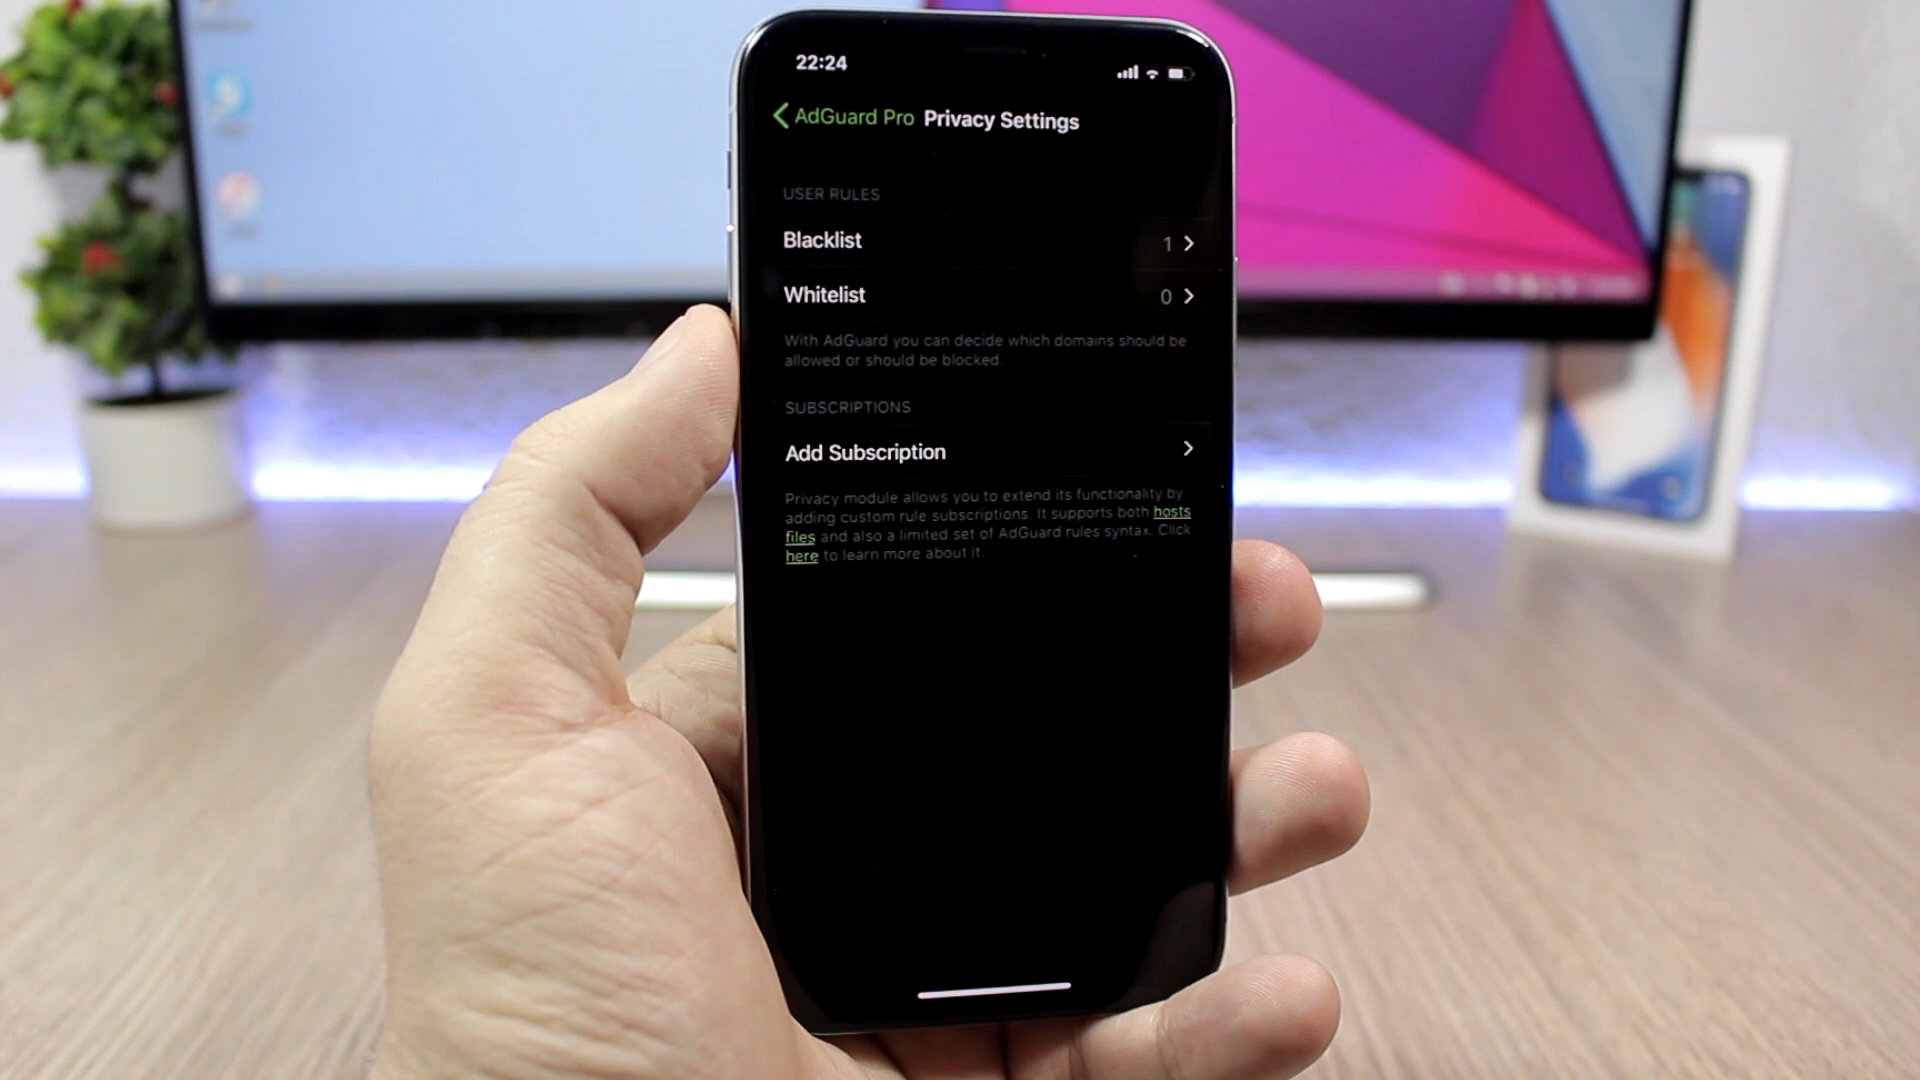 22:24
AdGuard Pro Privacy Settings
USER RULES
Blacklist 1
Whitelist 0
With AdGuard you can decide which domains should be
allowed or should be blocked.
SUBSCRIPTIONS
Add Subscription
Privacy module allows you to extend its functionality by
adding custom rule subscriptions. It supports both hosts
files and also a limited set of AdGuard rules syntax. Click
here to learn more about it.